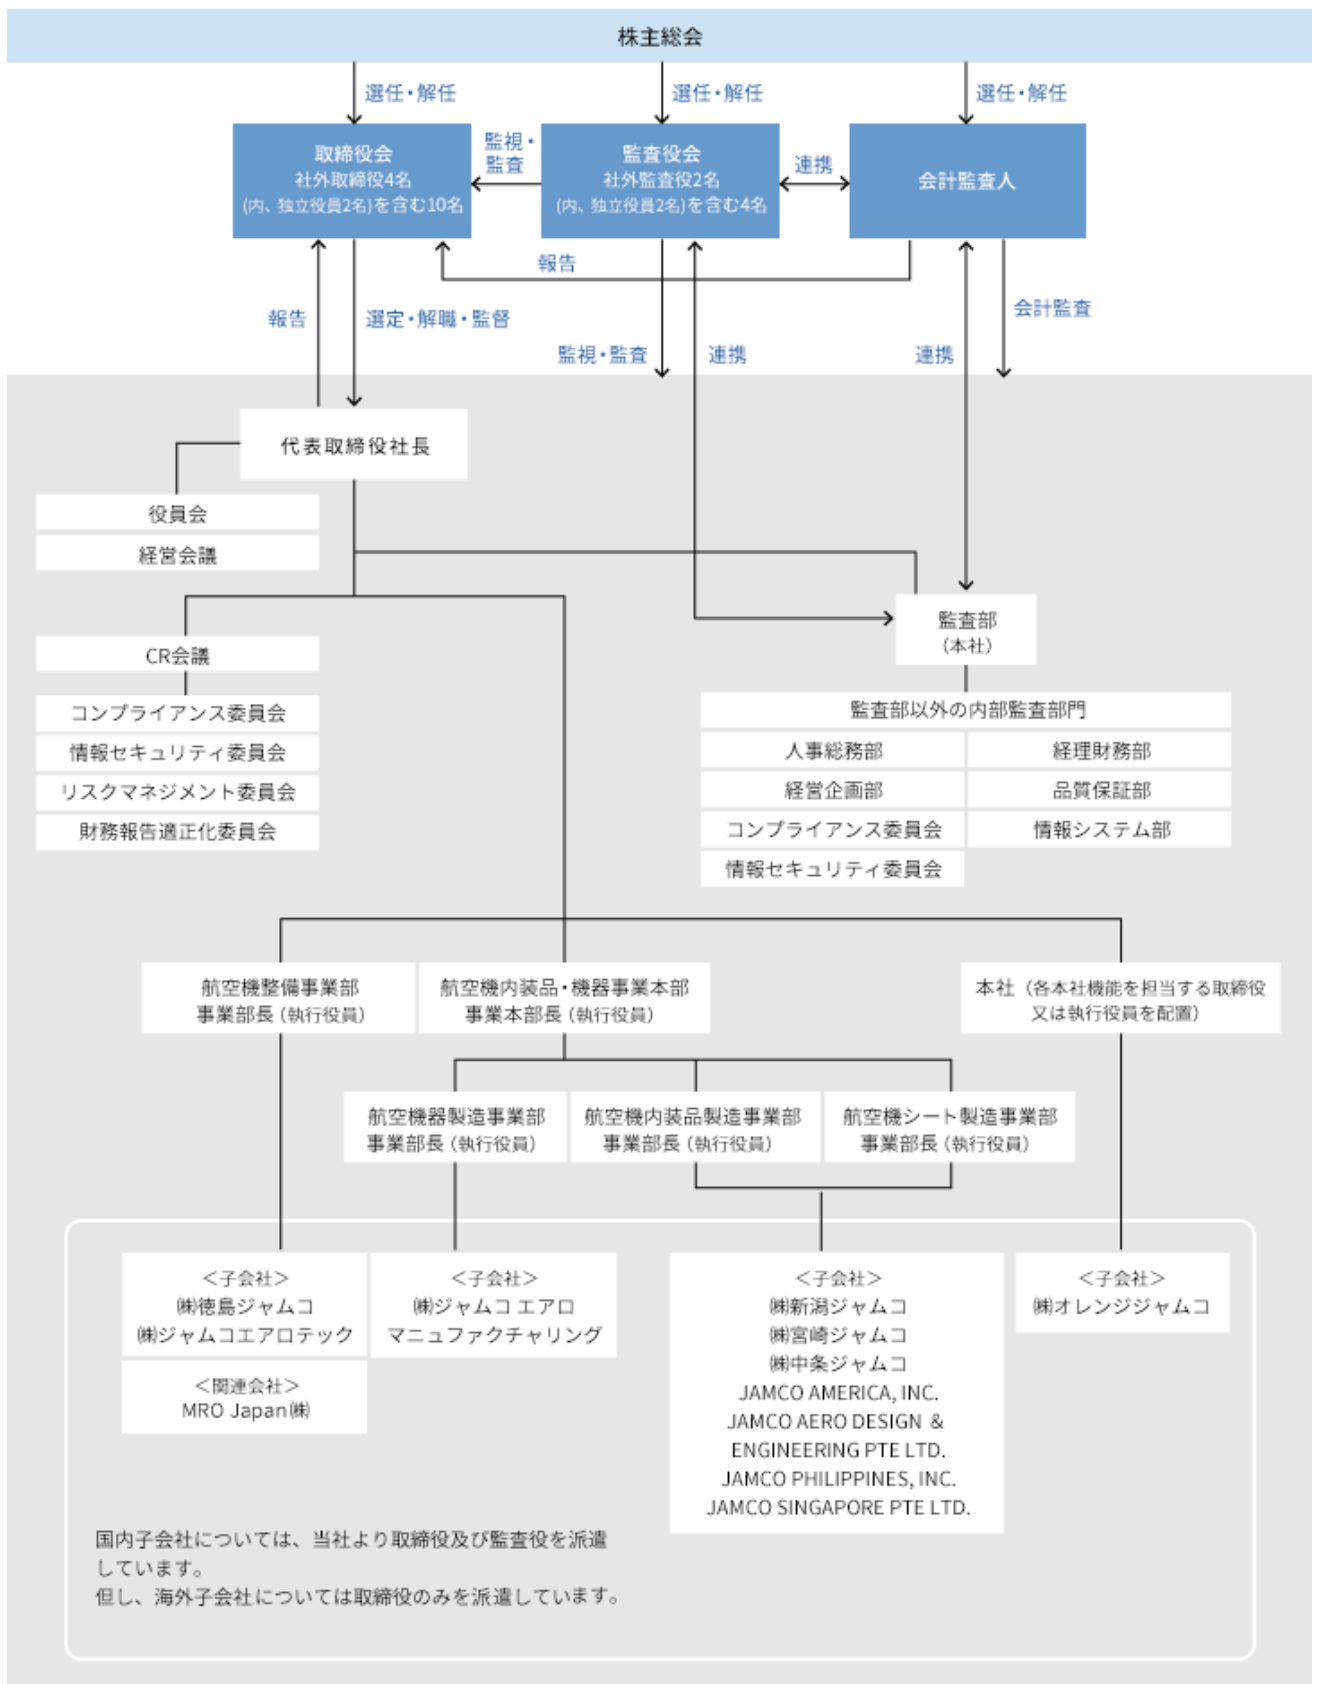 株主総会
選任・解任
選任・解任
選任・解任
取締役会
社外取締役4名
(内、独立役員2名)を含む10名
監視・
監査
監査役会
社外監査役2名
(内、独立役員2名)を含む4名
連携
会計監査人
報告
報告
選定・解職・監督
監視・監査
連携
連携
会計監査
代表取締役社長
役員会
経営会議
CR会議
コンプライアンス委員会
情報セキュリティ委員会
リスクマネジメント委員会
財務報告適正化委員会
監査部
(本社)
監査部以外の内部監査部門
人事総務部
経理財務部
経営企画部
品質保証部
コンプライアンス委員会
情報システム部
情報セキュリティ委員会
航空機整備事業部
事業部長(執行役員)
航空機内装品・機器事業本部
事業本部長(執行役員)
本社(各本社機能を担当する取締役
又は執行役員を配置)
航空機器製造事業部
事業部長(執行役員)
航空機内装品製造事業部
事業部長(執行役員)
航空機シート製造事業部
事業部長(執行役員)
<子会社>
㈱徳島ジャムコ
㈱ジャムコエアロテック
<関連会社>
MRO Japan㈱
<子会社>
㈱ジャムコ エアロ
マニュファクチャリング
<子会社>
㈱新潟ジャムコ
㈱宮崎ジャムコ
㈱中条ジャムコ
JAMCO AMERICA, INC.
JAMCO AERO DESIGN &
ENGINEERING PTE LTD.
JAMCO PHILIPPINES, INC.
JAMCO SINGAPORE PTE LTD.
<子会社>
㈱オレンジジャムコ
国内子会社については、当社より取締役及び監査役を派遣
しています。
但し、海外子会社については取締役のみを派遣しています。